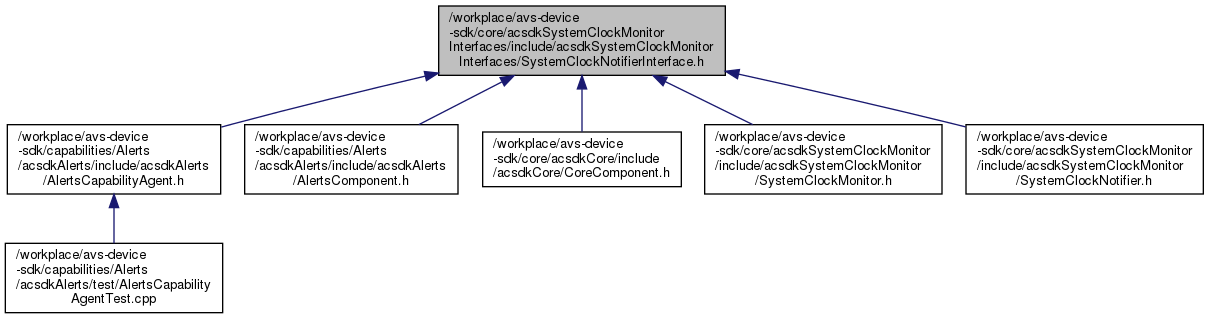 /workplace/avs-device
-sdk/core/acsdkSystemClockMonitor
Interfaces/include/acsdkSystemClockMonitor
Interfaces/SystemClockNotifierInterface.h
/workplace/avs-device
-sdk/capabilities/Alerts
/acsdkAlerts/include/acsdkAlerts
/AlertsCapabilityAgent.h
/workplace/avs-device
-sdk/capabilities/Alerts
/acsdkAlerts/include/acsdkAlerts
/AlertsComponent.h
/workplace/avs-device
-sdk/core/acsdkCore/include
/acsdkCore/CoreComponent.h
/workplace/avs-device
-sdk/core/acsdkSystemClockMonitor
/include/acsdkSystemClockMonitor
/SystemClockMonitor.h
/workplace/avs-device
-sdk/core/acsdkSystemClockMonitor
/include/acsdkSystemClockMonitor
/SystemClockNotifier.h
/workplace/avs-device
-sdk/capabilities/Alerts
/acsdkAlerts/test/AlertsCapability
AgentTest.cpp